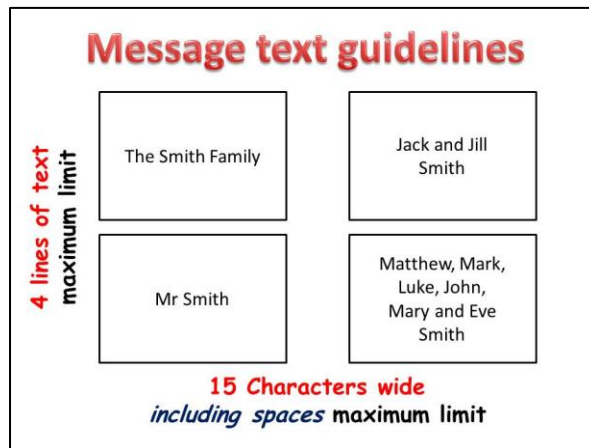 Message text guidelines
4 lines of text
maximum limit
The Smith Family
Jack and Jill
Smith
Mr Smith
Matthew, Mark,
Luke, John,
Mary and Eve
Smith
15 Characters wide
including spaces maximum limit